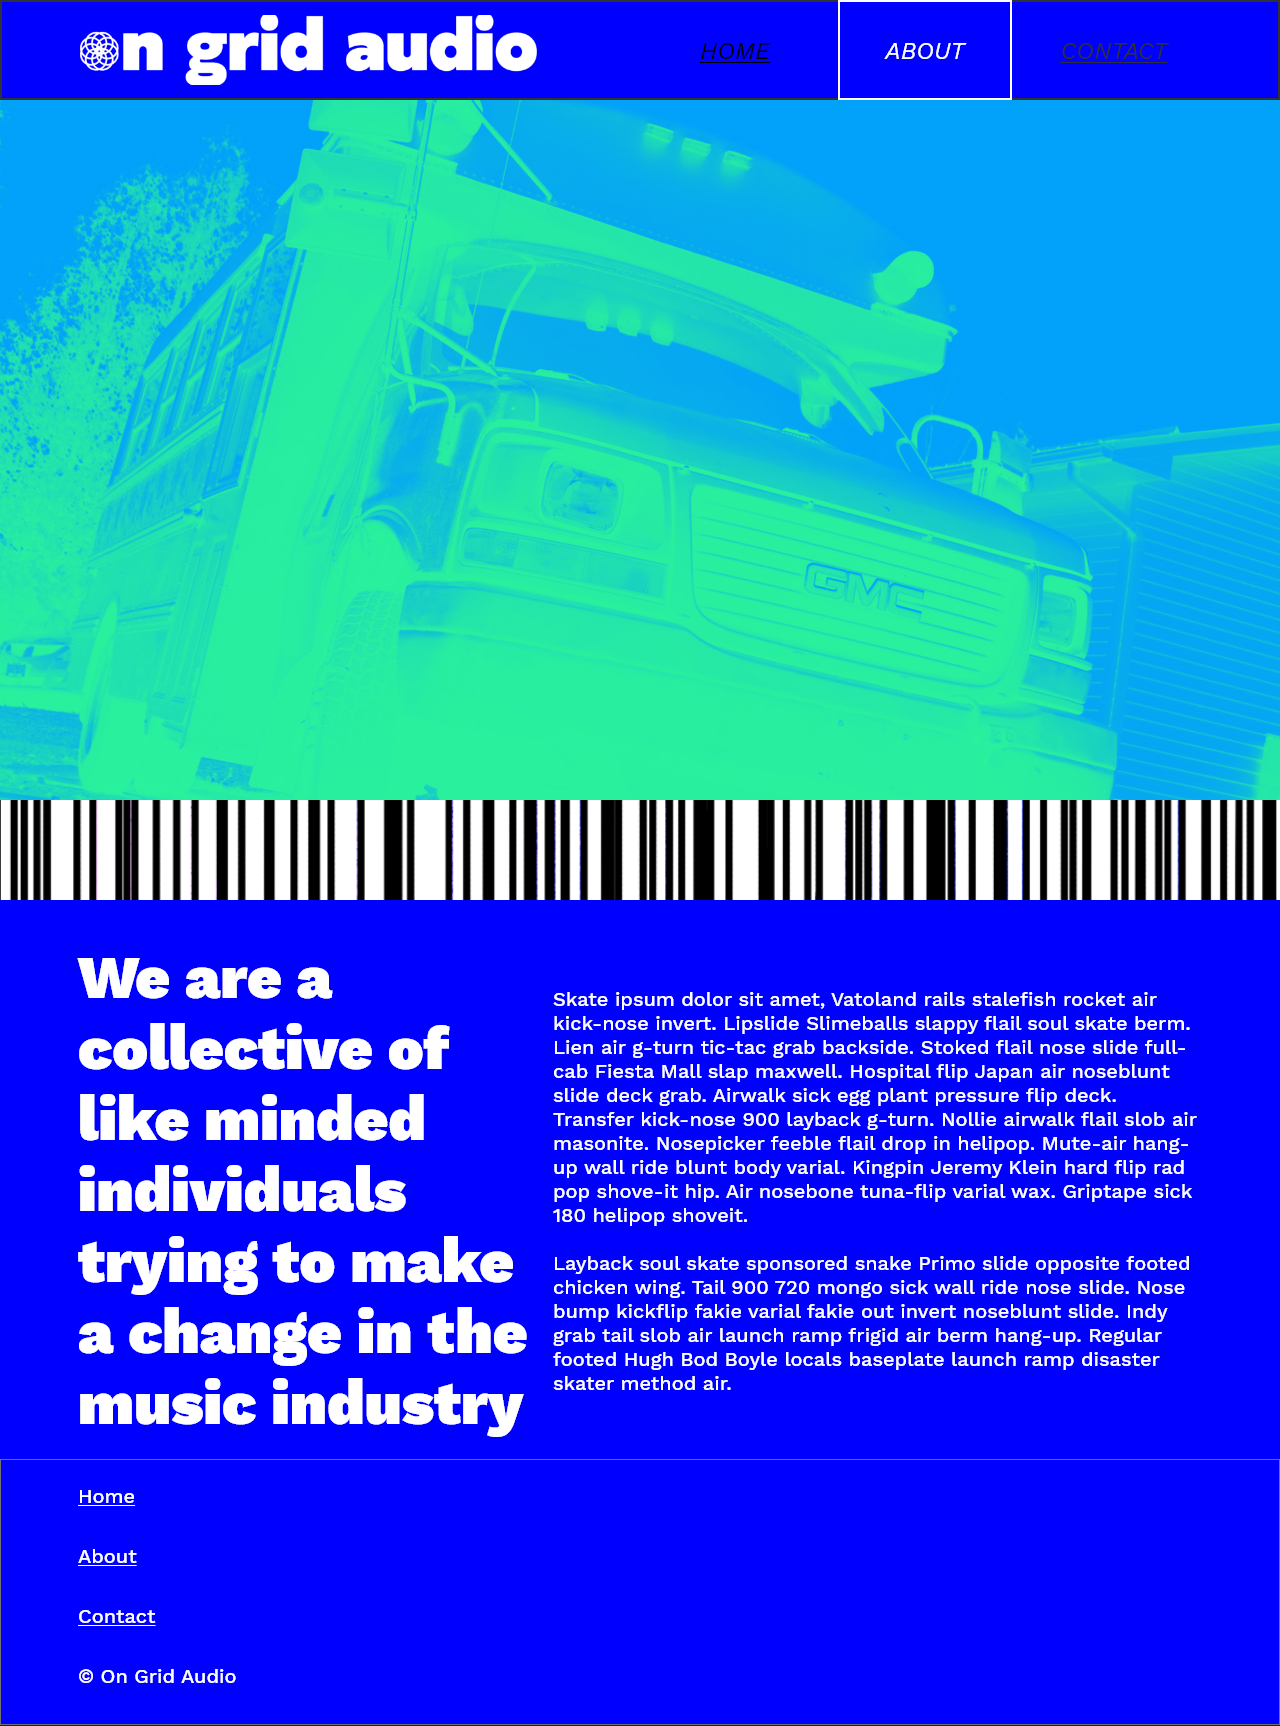 On grid audio
HOME
ABOUT
CONTACT
GMC
We are a
collective of
like minded
individuals
trying to make
a change in the
music industry
Skate ipsum dolor sit amet, Vatoland rails stalefish rocket air
kick-nose invert. Lipslide Slimeballs slappy flail soul skate berm.
Lien air g-turn tic-tac grab backside. Stoked flail nose slide full-
cab Fiesta Mall slap maxwell. Hospital flip Japan air noseblunt
slide deck grab. Airwalk sick egg plant pressure flip deck.
Transfer kick-nose 900 layback g-turn. Nollie airwalk flail slob air
masonite. Nosepicker feeble flail drop in helipop. Mute-air hang-
up wall ride blunt body varial. Kingpin Jeremy Klein hard flip rad
pop shove-it hip. Air nosebone tuna-flip varial wax. Griptape sick
180 helipop shoveit.
Layback soul skate sponsored snake Primo slide opposite footed
chicken wing. Tail 900 720 mongo sick wall ride nose slide. Nose
bump kickflip fakie varial fakie out invert noseblunt slide. Indy
grab tail slob air launch ramp frigid air berm hang-up. Regular
footed Hugh Bod Boyle locals baseplate launch ramp disaster
skater method air.
Home
About
Contact
© On Grid Audio